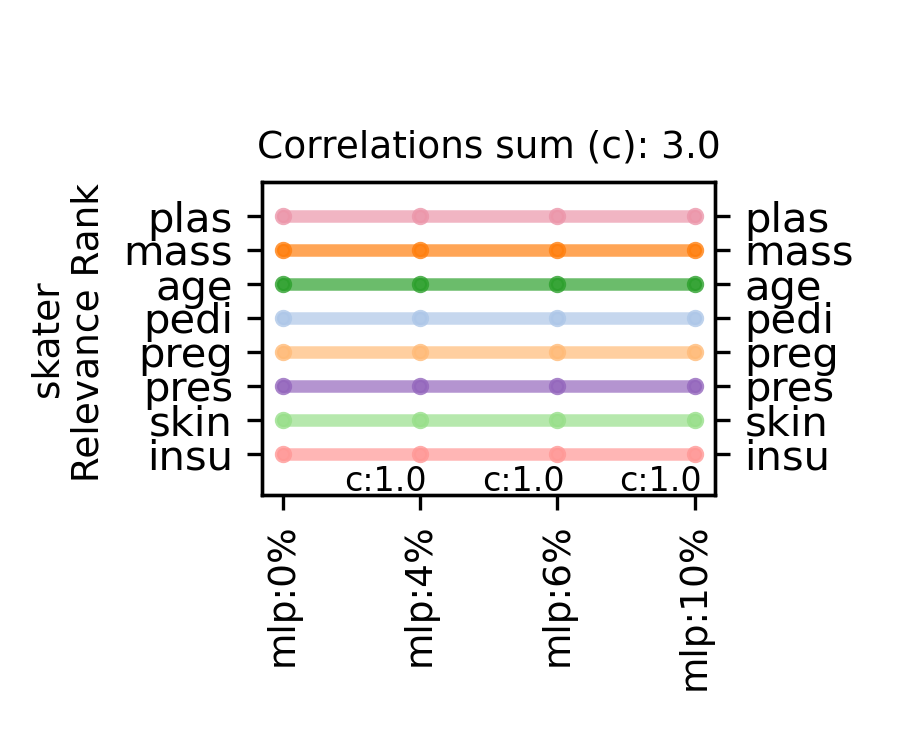 Correlations sum (c): 3.0
skater
Relevance Rank
plas
mass
age
pedi
preg
pres
skin
insu
plas
mass
age
pedi
preg
pres
skin
insu
c:1.0 c:1.0 c:1.0
mlp:0%
mlp:4%
mlp:6%
mlp:10%